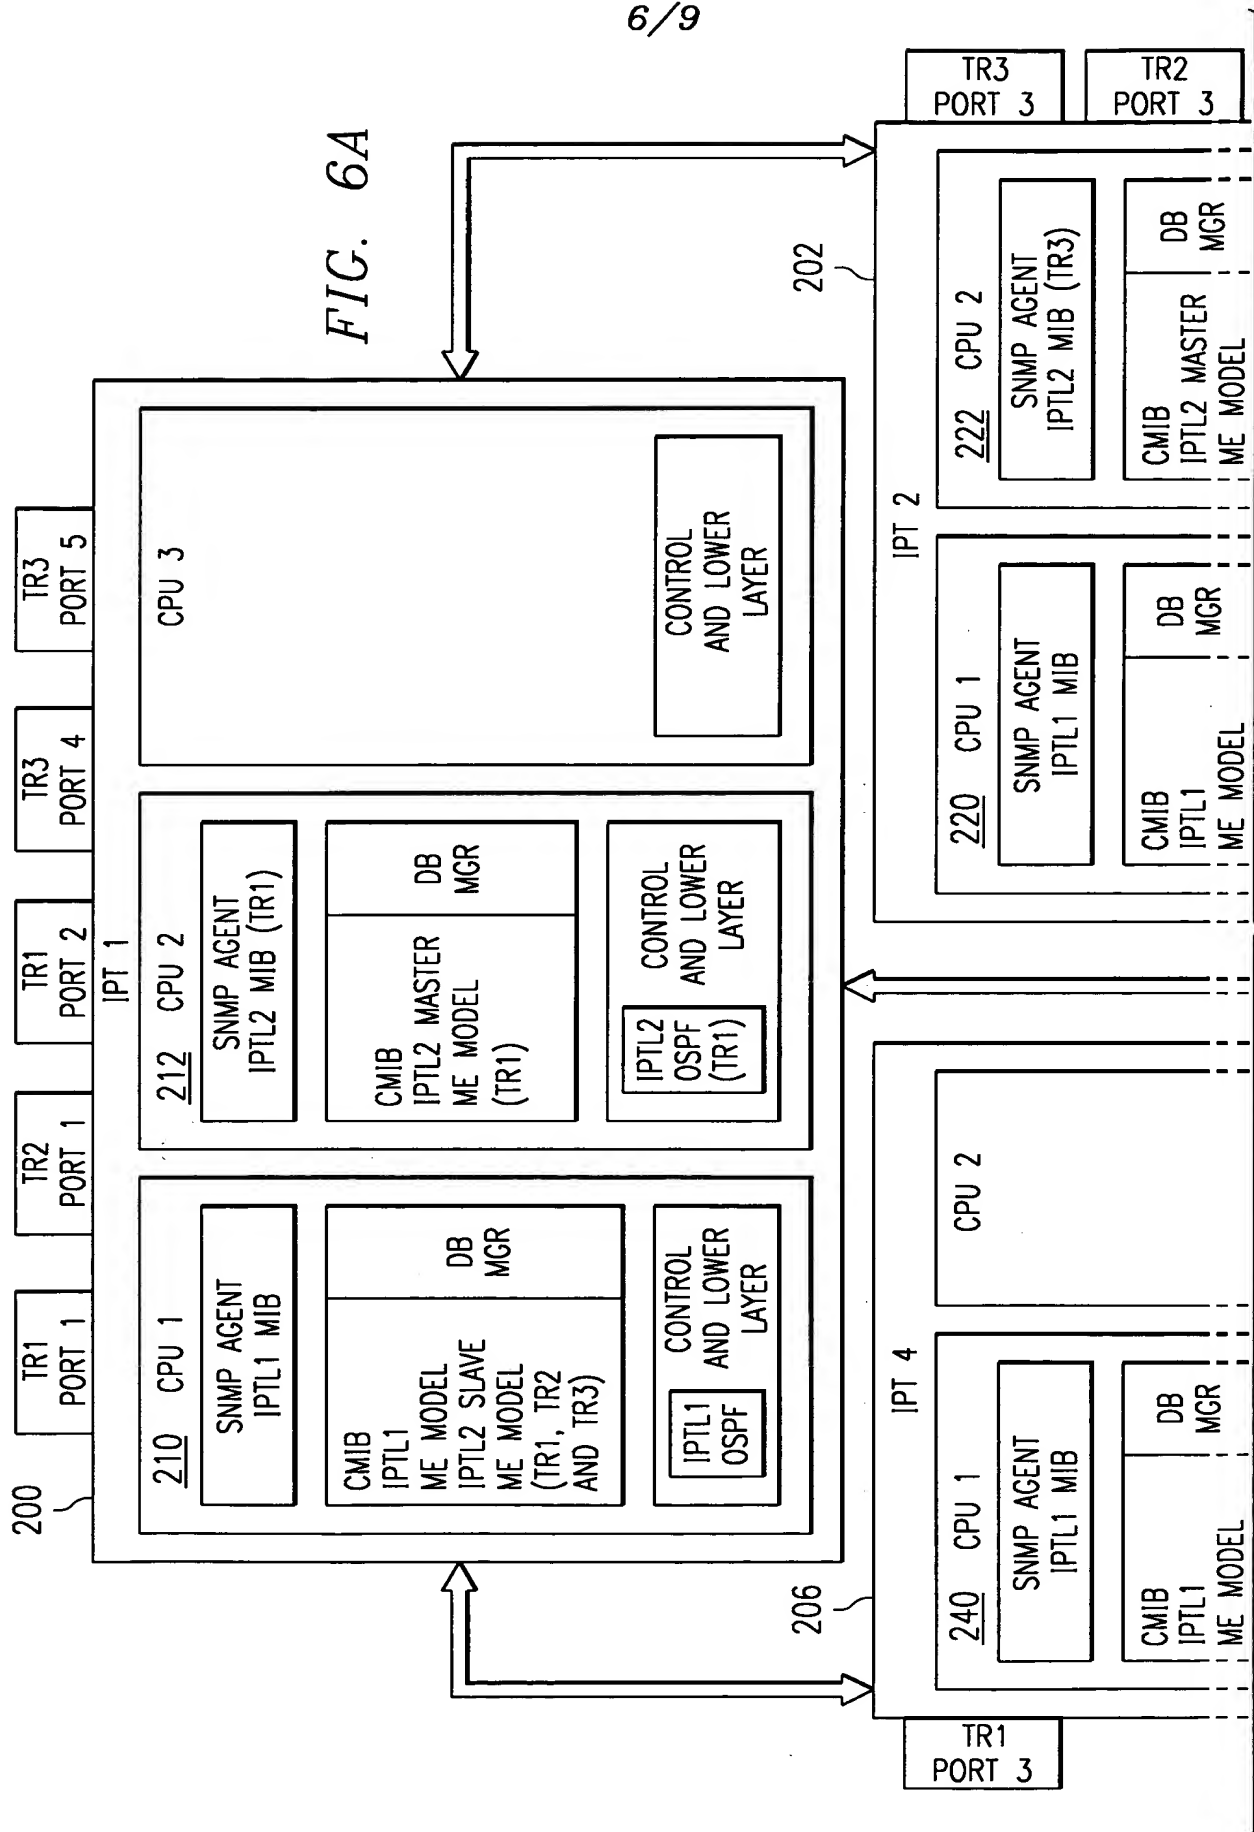 6/9
FIG. 6A
200
TR1
PORT 1
TR2
PORT 1
TR1
PORT 2
TR3
PORT 4
TR3
PORT 5
IPT 1
210 CPU 1
SNMP AGENT
IPTL1 MIB
CMIB
IPTL1
ME MODEL
IPTL2 SLAVE
ME MODEL
(TR1, TR2
AND TR3)
DB
MGR
CONTROL
AND LOWER
LAYER
IPTL1
OSPF
212 CPU 2
SNMP AGENT
IPTL2 MIB (TR1)
CMIB
IPTL2 MASTER
ME MODEL
(TR1)
DB
MGR
CONTROL
AND LOWER
LAYER
IPTL2
OSPF
(TR1)
CPU 3
CONTROL
AND LOWER
LAYER
206
TR1
PORT 3
IPT 4
240 CPU 1
SNMP AGENT
IPTL1 MIB
CMIB
IPTL1
ME MODEL
DB
MGR
CPU 2
202
IPT 2
220 CPU 1
SNMP AGENT
IPTL1 MIB
CMIB
IPTL1
ME MODEL
DB
MGR
222 CPU 2
SNMP AGENT
IPTL2 MIB (TR3)
CMIB
IPTL2 MASTER
ME MODEL
DB
MGR
TR3
PORT 3
TR2
PORT 3